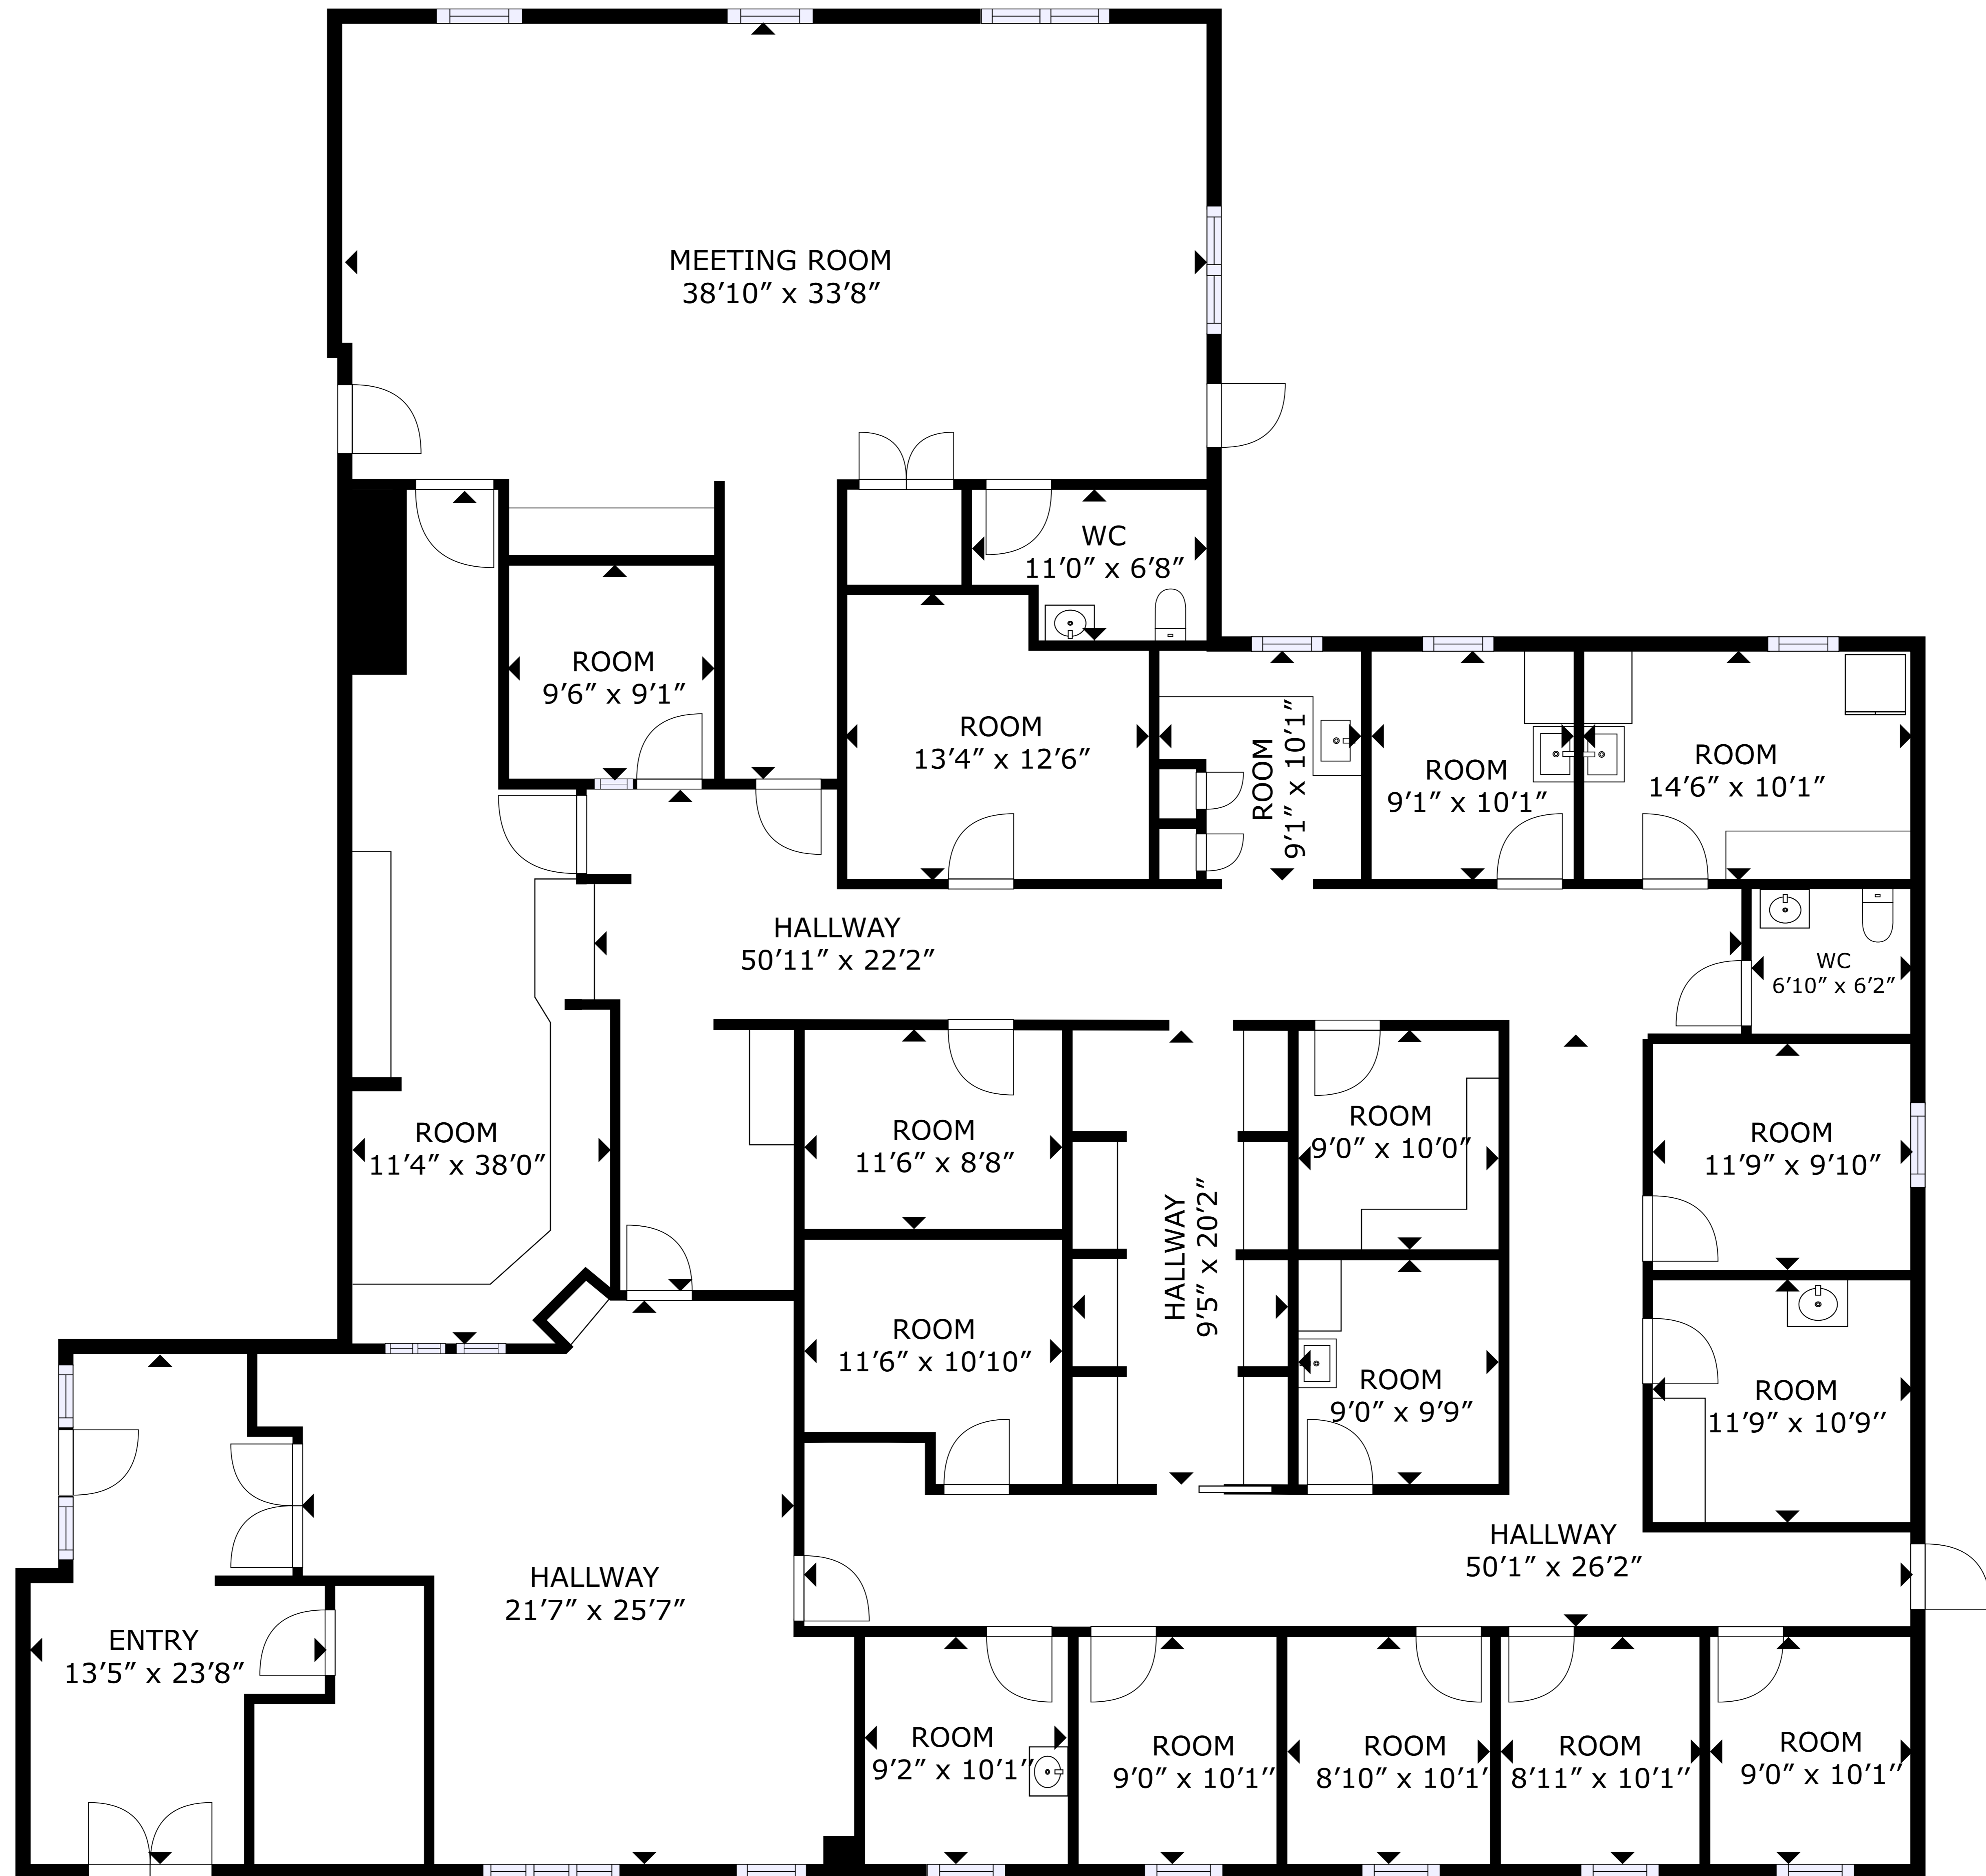 MEETING ROOM
38′10″ x 33′8″
WC
11′0″ x 6′8″
ROOM
9′6″ x 9′1″
ROOM
13′4″ x 12′6″
ROOM
9′1″ x 10′1″
ROOM
9′1″ x 10′1″
ROOM
14′6″ x 10′1″
HALLWAY
50′11″ x 22′2″
WC
6′10″ x 6′2″
ROOM
11′4″ x 38′0″
ROOM
11′6″ x 8′8″
HALLWAY
9′5″ x 20′2″
ROOM
9′0″ x 10′0″
ROOM
11′9″ x 9′10″
ROOM
11′6″ x 10′10″
ROOM
9′0″ x 9′9″
ROOM
11′9″ x 10′9″
HALLWAY
21′7″ x 25′7″
HALLWAY
50′1″ x 26′2″
ENTRY
13′5″ x 23′8″
ROOM
9′2″ x 10′1″
ROOM
9′0″ x 10′1″
ROOM
8′10″ x 10′1″
ROOM
8′11″ x 10′1″
ROOM
9′0″ x 10′1″